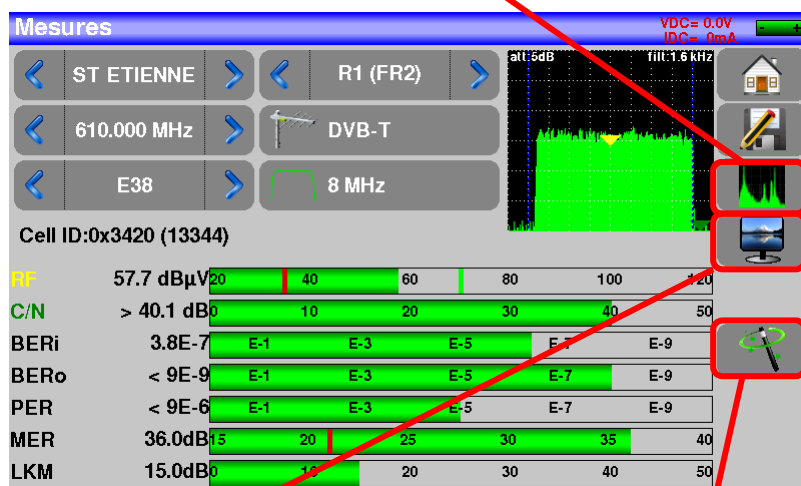 Mesures
VDC= 0.0V
IDC= 0mA
- +
ST ETIENNE
R1 (FR2)
att:5dB
filt:1.6 kHz
610.000 MHz
DVB-T
E38
8 MHz
Cell ID:0x3420 (13344)
RF 57.7 dBµV 20 40 60 80 100 120
C/N > 40.1 dB 0 10 20 30 40 50
BERi 3.8E-7 E-1 E-3 E-5 E-7 E-9
BERo < 9E-9 E-1 E-3 E-5 E-7 E-9
PER < 9E-6 E-1 E-3 E-5 E-7 E-9
MER 36.0dB 15 20 25 30 35 40
LKM 15.0dB 0 10 20 30 40 50